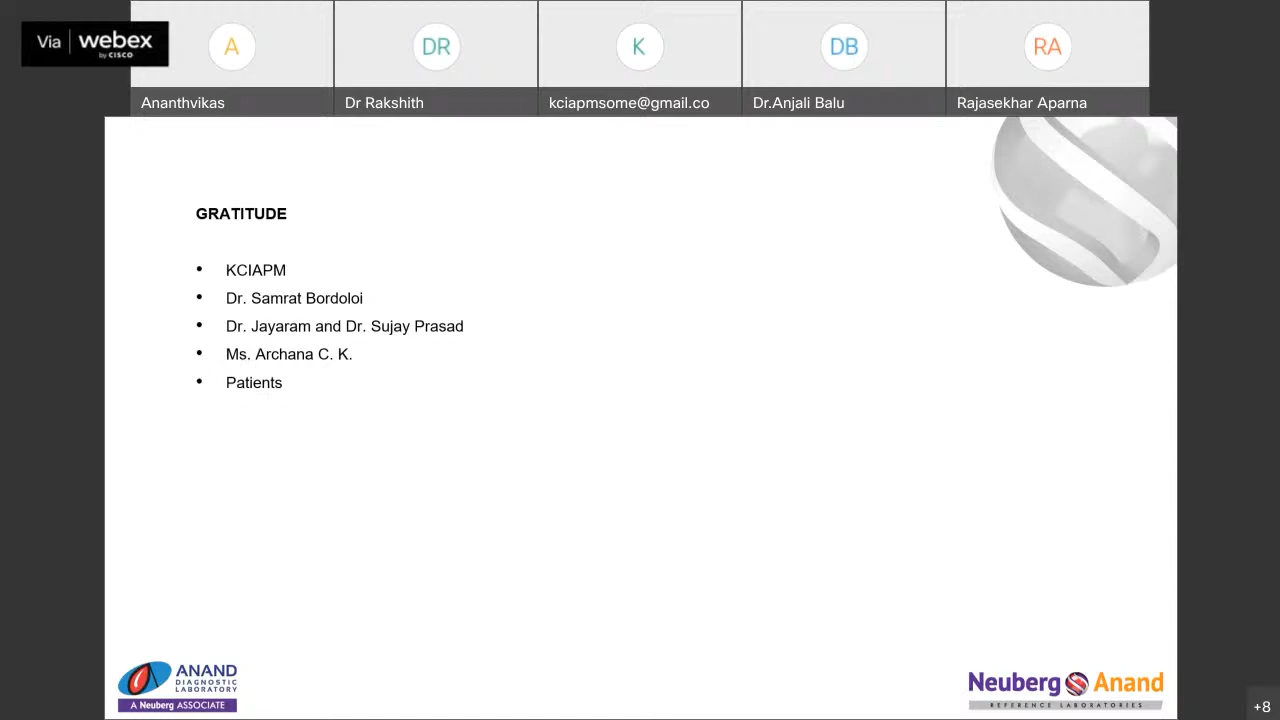 Via webex
by CISCO
A
DR
K
DB
RA
Ananthvikas
Dr Rakshith
kciapmsome@gmail.co
Dr.Anjali Balu
Rajasekhar Aparna
GRATITUDE
• KCIAPM
• Dr. Samrat Bordoloi
• Dr. Jayaram and Dr. Sujay Prasad
• Ms. Archana C. K.
• Patients
ANAND
DIAGNOSTIC
LABORATORY
A Neuberg ASSOCIATE
Neuberg Anand
REFERENCE LABORATORIES
+8